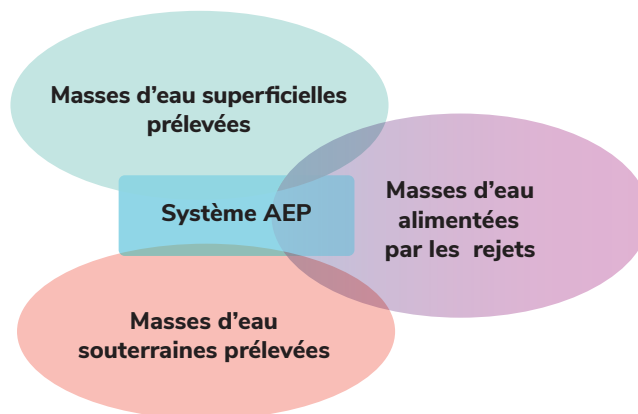 Masses d’eau superficielles
prélevées
Système AEP
Masses d’eau
alimentées
par les rejets
Masses d’eau
souterraines prélevées